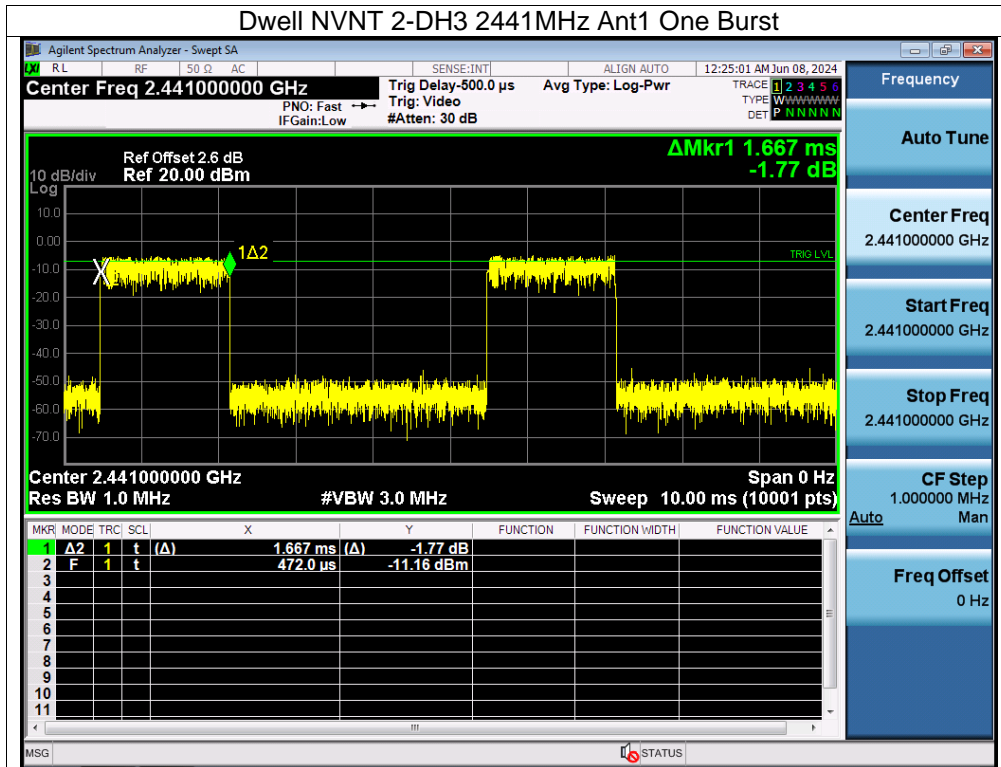 Dwell NVNT 2-DH3 2441MHz Ant1 One Burst
Agilent Spectrum Analyzer - Swept SA
LXI RL RF 50 Ω AC SENSE:INT ALIGN AUTO 12:25:01 AM Jun 08, 2024
Center Freq 2.441000000 GHz
PNO: Fast
IFGain:Low
Trig Delay-500.0 µs
Trig: Video
#Atten: 30 dB
Avg Type: Log-Pwr
TRACE 1 2 3 4 5 6
TYPE WWWWWW
DET P N N N N N
ΔMkr1 1.667 ms
-1.77 dB
Ref Offset 2.6 dB
10 dB/div Ref 20.00 dBm
Log
10.0
0.00
-10.0
-20.0
-30.0
-40.0
-50.0
-60.0
-70.0
X
1Δ2
TRIG LVL
Center 2.441000000 GHz Span 0 Hz
Res BW 1.0 MHz #VBW 3.0 MHz Sweep 10.00 ms (10001 pts)
MKR MODE TRC SCL X Y FUNCTION FUNCTION WIDTH FUNCTION VALUE
1 Δ2 1 t (Δ) 1.667 ms (Δ) -1.77 dB
2 F 1 t 472.0 µs -11.16 dBm
3
4
5
6
7
8
9
10
11
MSG STATUS
Frequency
Auto Tune
Center Freq
2.441000000 GHz
Start Freq
2.441000000 GHz
Stop Freq
2.441000000 GHz
CF Step
1.000000 MHz
Auto Man
Freq Offset
0 Hz